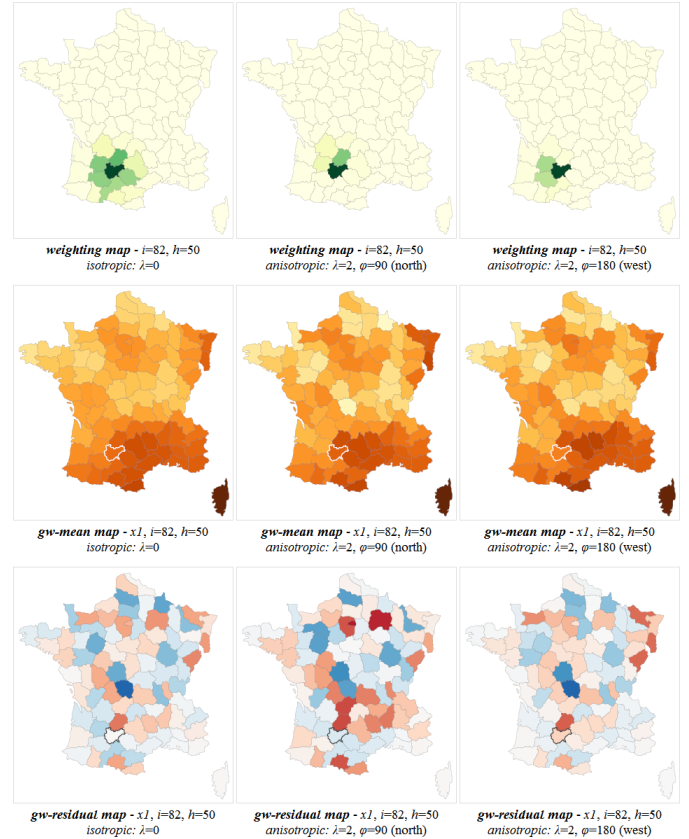 weighting map - i=82, h=50
isotropic: λ=0
weighting map - i=82, h=50
anisotropic: λ=2, φ=90 (north)
weighting map - i=82, h=50
anisotropic: λ=2, φ=180 (west)
gw-mean map - x1, i=82, h=50
isotropic: λ=0
gw-mean map - x1, i=82, h=50
anisotropic: λ=2, φ=90 (north)
gw-mean map - x1, i=82, h=50
anisotropic: λ=2, φ=180 (west)
gw-residual map - x1, i=82, h=50
isotropic: λ=0
gw-residual map - x1, i=82, h=50
anisotropic: λ=2, φ=90 (north)
gw-residual map - x1, i=82, h=50
anisotropic: λ=2, φ=180 (west)